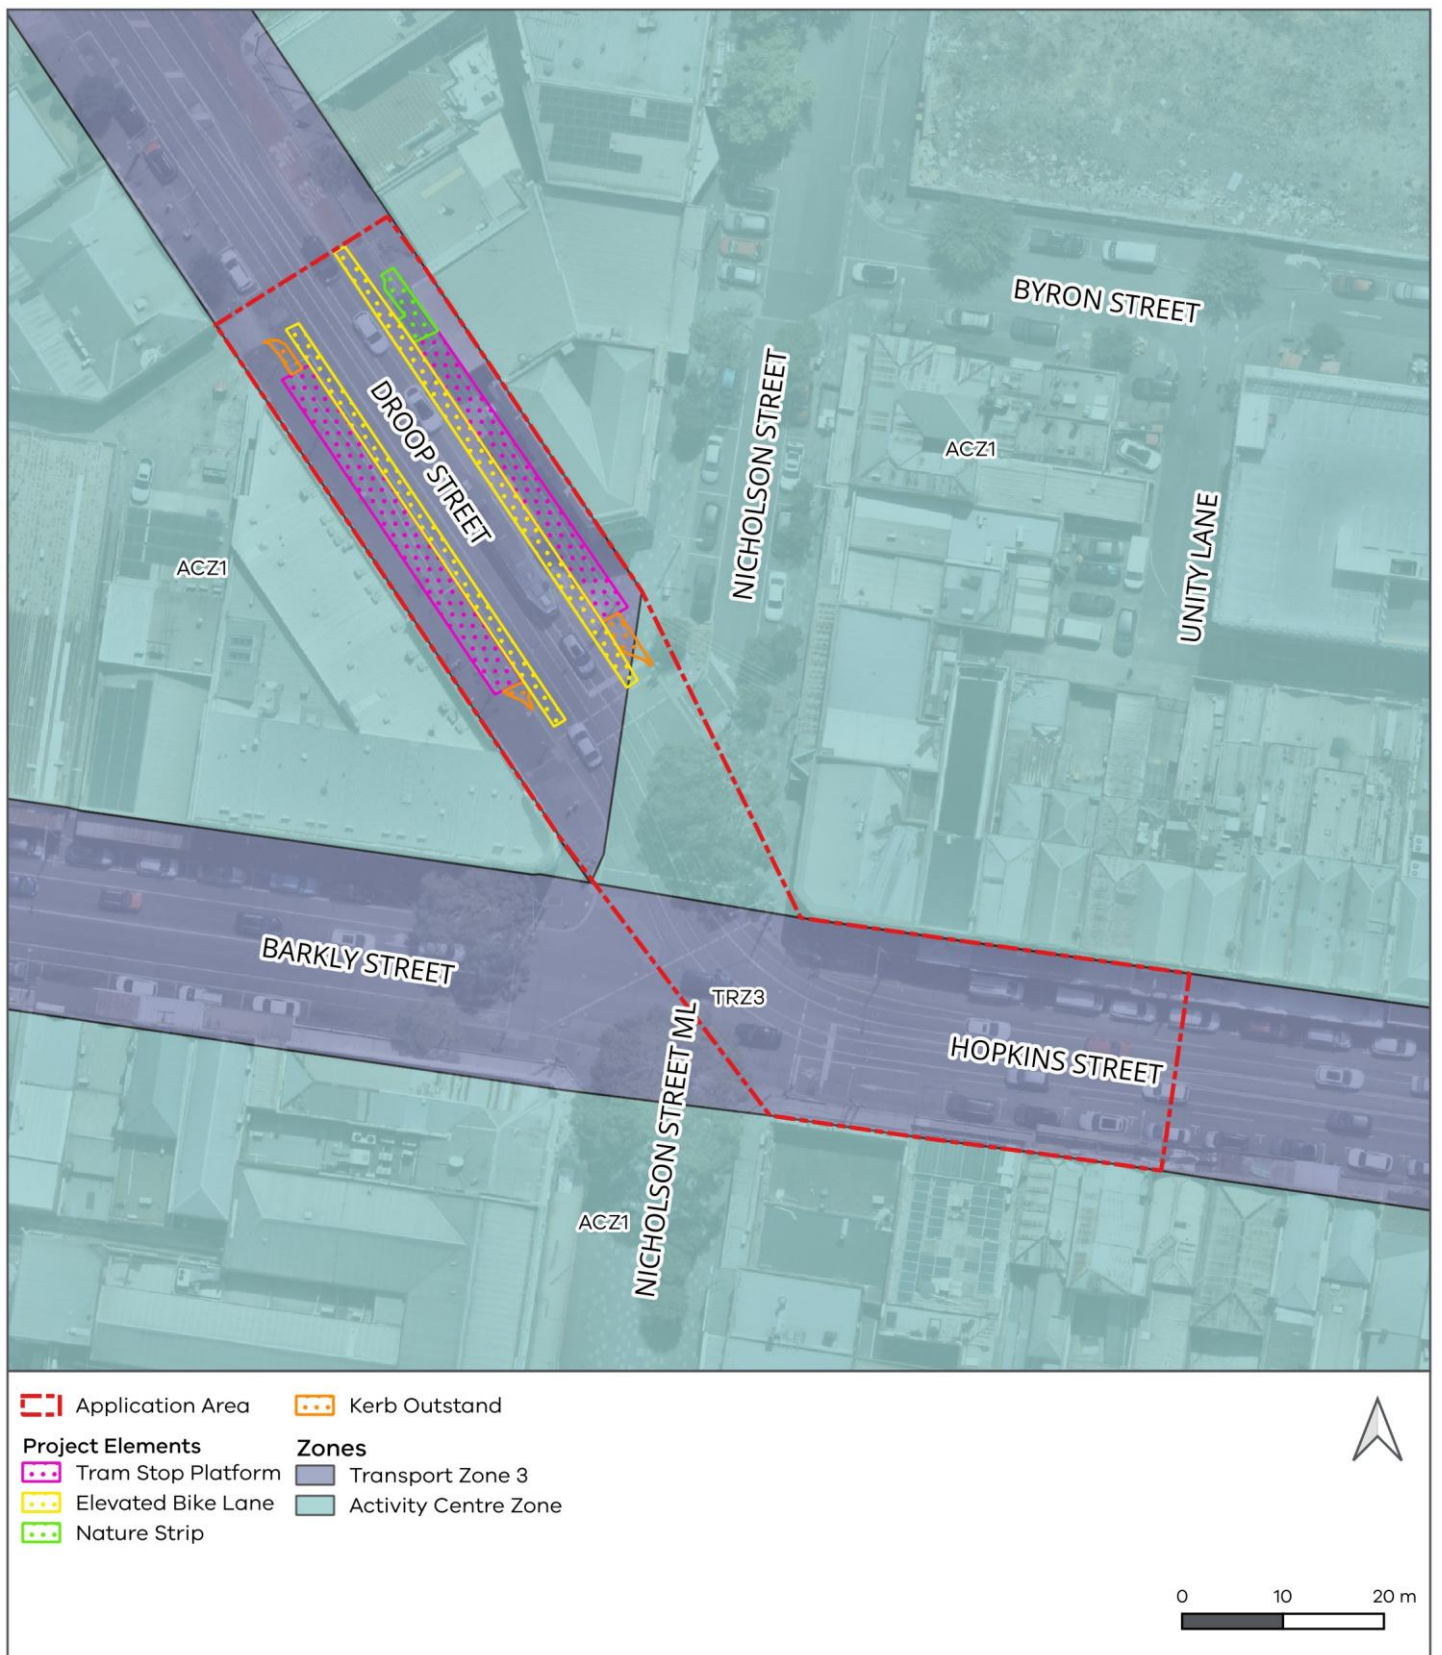 BYRON STREET
DROOP STREET
NICHOLSON STREET
ACZ1
UNITY LANE
ACZ1
BARKLY STREET
TRZ3
HOPKINS STREET
NICHOLSON STREET ML
ACZ1
Application Area
Project Elements
Tram Stop Platform
Elevated Bike Lane
Nature Strip
Kerb Outstand
Zones
Transport Zone 3
Activity Centre Zone
0 10 20 m